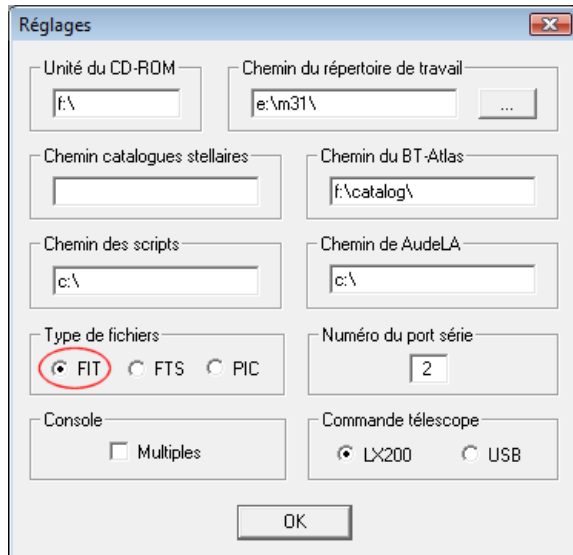 Réglages
Unité du CD-ROM
Chemin du répertoire de travail
f:\
e:\m31\
...
Chemin catalogues stellaires
Chemin du BT-Atlas
f:\catalog\
Chemin des scripts
Chemin de AudeLA
c:\
c:\
Type de fichiers
Numéro du port série
FIT
FTS
PIC
2
Console
Commande télescope
Multiples
LX200
USB
OK